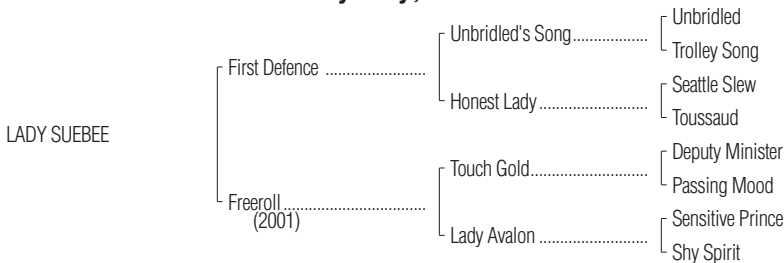 Unbridled
Unbridled's Song
Trolley Song
First Defence
Seattle Slew
Honest Lady
Toussaud
LADY SUEBEE
Deputy Minister
Touch Gold
Passing Mood
Freeroll
(2001)
Sensitive Prince
Lady Avalon
Shy Spirit